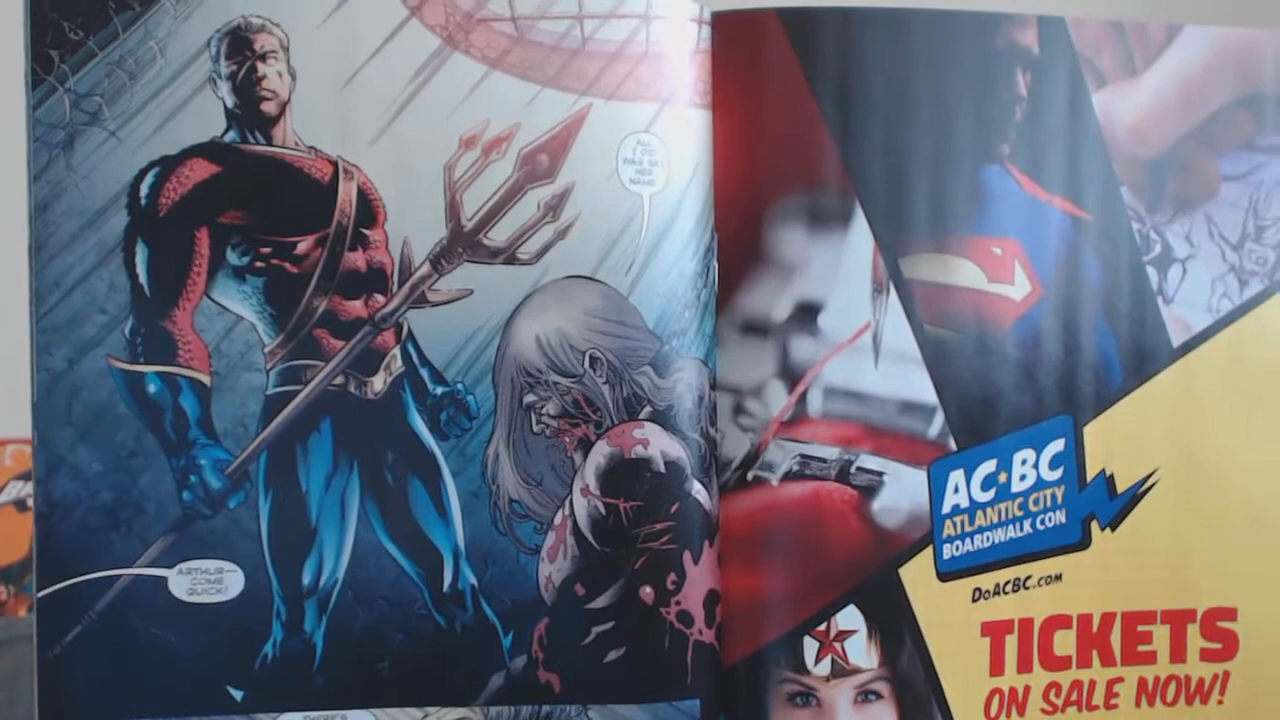 ALL
I DID
WAS SAY
HER
NAME
ARTHUR—
COME
QUICK!
THERE'S
AC★BC
ATLANTIC CITY
BOARDWALK CON
DOACBC.COM
TICKETS
ON SALE NOW!